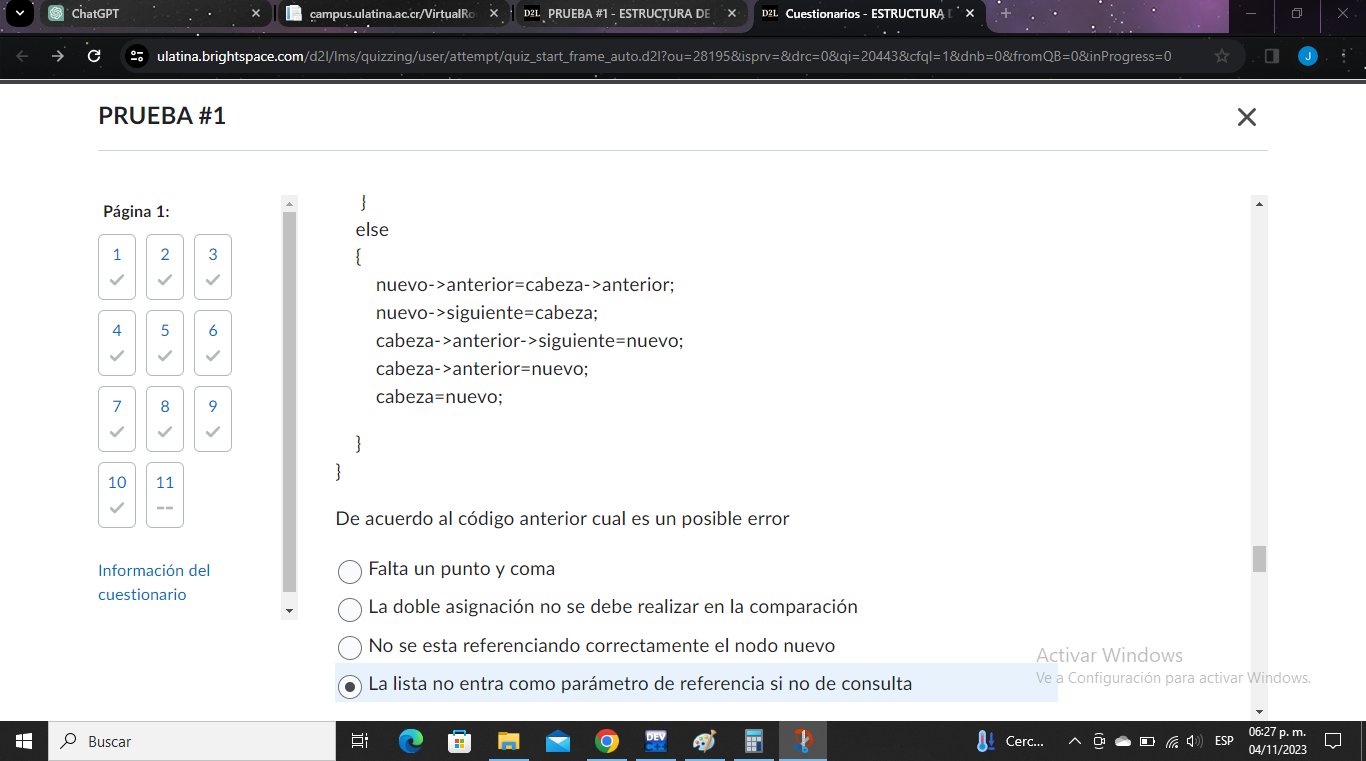 ChatGPT
campus.ulatina.ac.cr/VirtualRo
D2L PRUEBA #1 - ESTRUCTURA DE
D2L Cuestionarios - ESTRUCTURA
ulatina.brightspace.com/d2l/lms/quizzing/user/attempt/quiz_start_frame_auto.d2l?ou=28195&isprv=&drc=0&qi=20443&cfql=1&dnb=0&fromQB=0&inProgress=0
J
PRUEBA #1
Página 1:
1 2 3
4 5 6
7 8 9
10 11
--
Información del
cuestionario
}
else
{
nuevo->anterior=cabeza->anterior;
nuevo->siguiente=cabeza;
cabeza->anterior->siguiente=nuevo;
cabeza->anterior=nuevo;
cabeza=nuevo;
}
}
De acuerdo al código anterior cual es un posible error
Falta un punto y coma
La doble asignación no se debe realizar en la comparación
No se esta referenciando correctamente el nodo nuevo
La lista no entra como parámetro de referencia si no de consulta
Activar Windows
Ve a Configuración para activar Windows.
Buscar
DEV
Cerc...
ESP
06:27 p. m.
04/11/2023